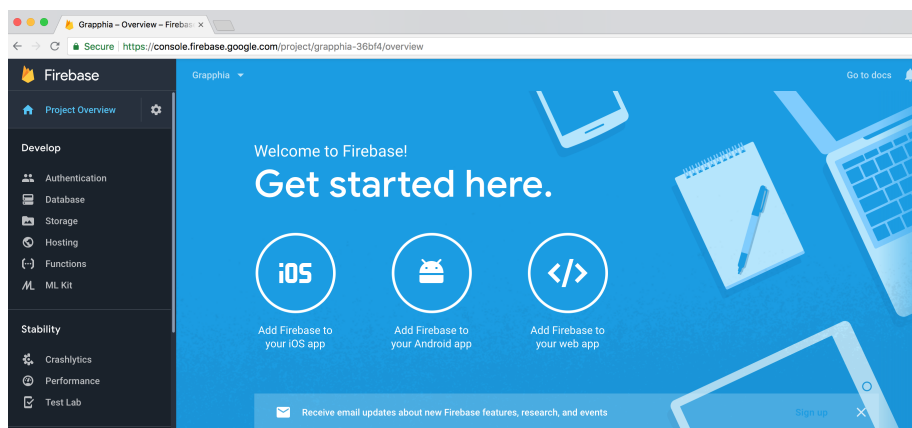 Grapphia – Overview – Fireba
Secure https://console.firebase.google.com/project/grapphia-36bf4/overview
Firebase
Grapphia
Go to docs
Project Overview
Develop
Authentication
Database
Storage
Hosting
Functions
ML Kit
Stability
Crashlytics
Performance
Test Lab
Welcome to Firebase!
Get started here.
iOS
Add Firebase to
your iOS app
Add Firebase to
your Android app
</>
Add Firebase to
your web app
Receive email updates about new Firebase features, research, and events
Sign up